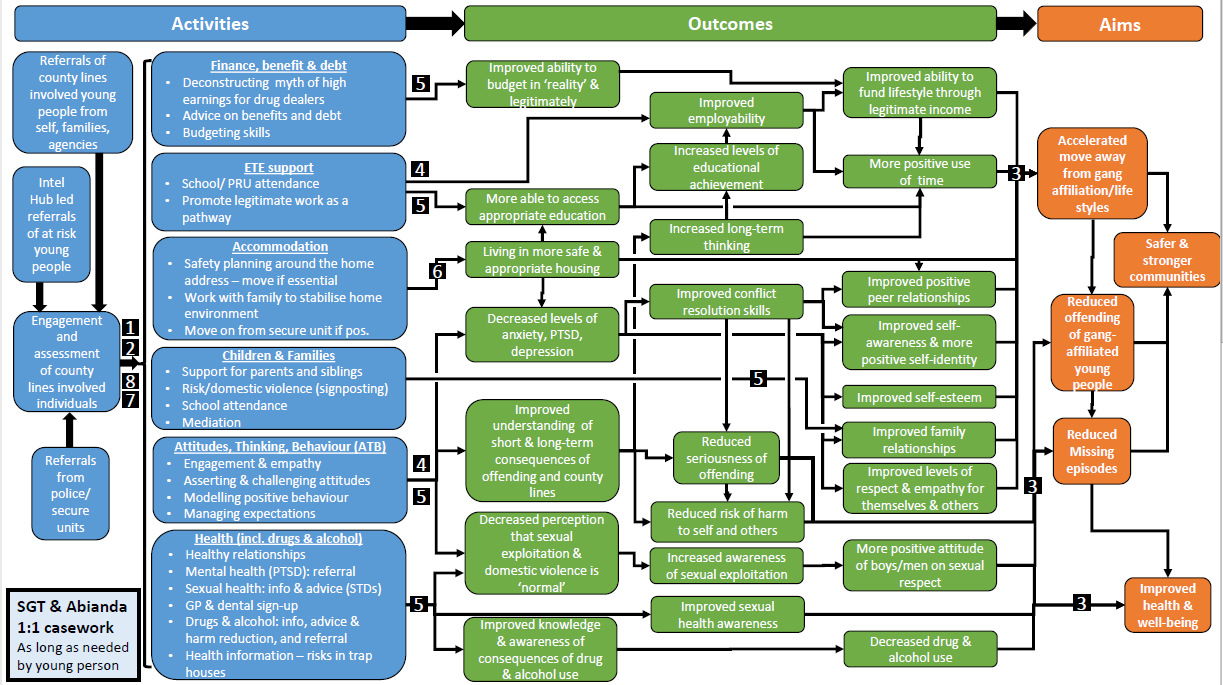 Activities
Outcomes
Aims
Referrals of
county lines
involved young
people from
self, families,
agencies
Intel
Hub led
referrals
of at risk
young
people
Engagement
and
assessment
of county
lines involved
individuals
Referrals
from
police/
secure
units
SGT & Abianda
1:1 casework
As long as needed
by young person
1
2
8
7
Finance, benefit & debt
• Deconstructing myth of high
earnings for drug dealers
• Advice on benefits and debt
• Budgeting skills
5
ETE support
• School/ PRU attendance
• Promote legitimate work as a
pathway
4
5
Accommodation
• Safety planning around the home
address – move if essential
• Work with family to stabilise home
environment
• Move on from secure unit if pos.
6
Children & Families
• Support for parents and siblings
• Risk/domestic violence (signposting)
• School attendance
• Mediation
5
Attitudes, Thinking, Behaviour (ATB)
• Engagement & empathy
• Asserting & challenging attitudes
• Modelling positive behaviour
• Managing expectations
4
5
Health (incl. drugs & alcohol)
• Healthy relationships
• Mental health (PTSD): referral
• Sexual health: info & advice (STDs)
• GP & dental sign-up
• Drugs & alcohol: info, advice &
harm reduction, and referral
• Health information – risks in trap
houses
5
Improved ability to
budget in ‘reality’ &
legitimately
More able to access
appropriate education
Living in more safe &
appropriate housing
Decreased levels of
anxiety, PTSD,
depression
Improved
understanding of
short & long-term
consequences of
offending and county
lines
Decreased perception
that sexual
exploitation &
domestic violence is
‘normal’
Improved knowledge
& awareness of
consequences of drug
& alcohol use
Improved
employability
Increased levels of
educational
achievement
Increased long-term
thinking
Improved conflict
resolution skills
Reduced
seriousness of
offending
Reduced risk of harm
to self and others
Increased awareness
of sexual exploitation
Improved sexual
health awareness
Improved ability to
fund lifestyle through
legitimate income
More positive use
of time
Improved positive
peer relationships
Improved self-
awareness & more
positive self-identity
Improved self-esteem
Improved family
relationships
Improved levels of
respect & empathy for
themselves & others
More positive attitude
of boys/men on sexual
respect
Decreased drug &
alcohol use
3
3
3
Accelerated
move away
from gang
affiliation/life
styles
Safer &
stronger
communities
Reduced
offending
of gang-
affiliated
young
people
Reduced
Missing
episodes
Improved
health &
well-being